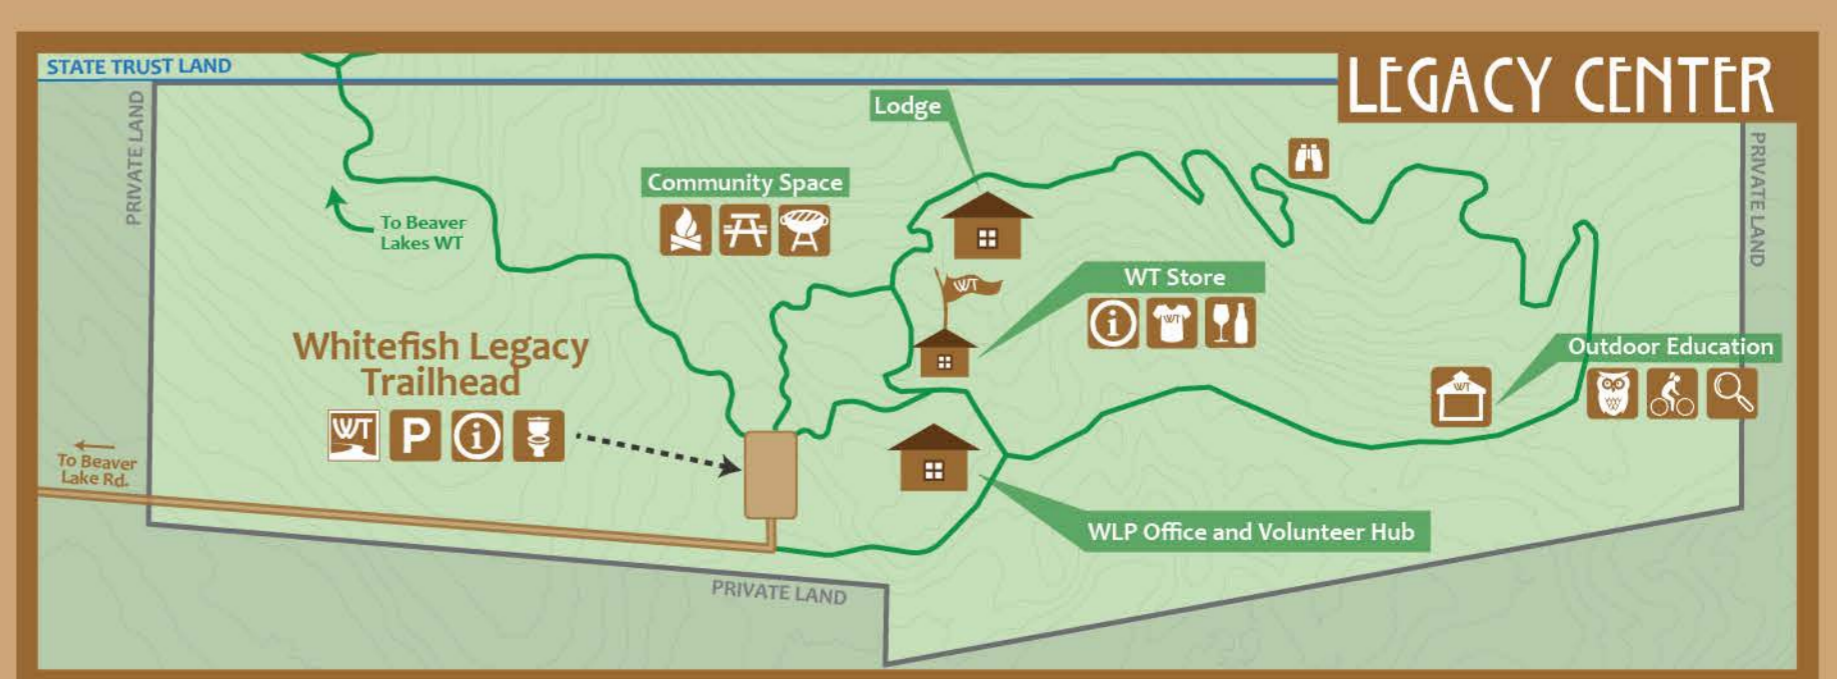 STATE TRUST LAND
LEGACY CENTER
PRIVATE LAND
Lodge
PRIVATE LAND
Community Space
To Beaver
Lakes WT
WT Store
WT
i
WT
Whitefish Legacy
Trailhead
Outdoor Education
WT
WT
P
i
To Beaver
Lake Rd.
WLP Office and Volunteer Hub
PRIVATE LAND